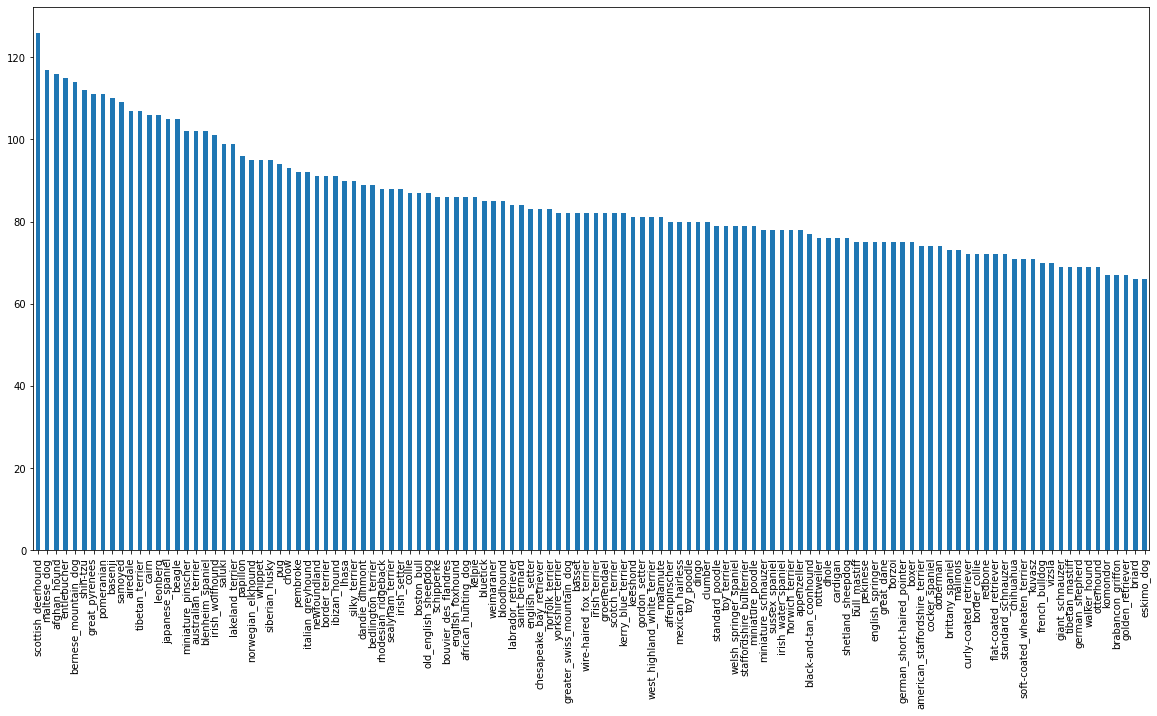 120
100
80
60
40
20
0
scottish_deerhound
maltese_dog
afghan_hound
entlebucher
bernese_mountain_dog
shih-tzu
great_pyrenees
pomeranian
basenji
samoyed
airedale
tibetan_terrier
cairn
leonberg
japanese_spaniel
beagle
miniature_pinscher
australian_terrier
blenheim_spaniel
irish_wolfhound
saluki
lakeland_terrier
papillon
norwegian_elkhound
whippet
siberian_husky
pug
chow
pembroke
italian_greyhound
newfoundland
border_terrier
ibizan_hound
lhasa
silky_terrier
dandie_dinmont
bedlington_terrier
rhodesian_ridgeback
sealyham_terrier
irish_setter
collie
boston_bull
old_english_sheepdog
schipperke
bouvier_des_flandres
english_foxhound
african_hunting_dog
kelpie
bluetick
weimaraner
bloodhound
labrador_retriever
saint_bernard
english_setter
chesapeake_bay_retriever
norfolk_terrier
yorkshire_terrier
greater_swiss_mountain_dog
basset
wire-haired_fox_terrier
irish_terrier
groenendael
scotch_terrier
kerry_blue_terrier
keeshond
gordon_setter
west_highland_white_terrier
malamute
affenpinscher
mexican_hairless
toy_poodle
dingo
clumber
standard_poodle
toy_terrier
welsh_springer_spaniel
staffordshire_bullterrier
miniature_poodle
miniature_schnauzer
sussex_spaniel
irish_water_spaniel
norwich_terrier
appenzeller
black-and-tan_coonhound
rottweiler
dhole
cardigan
shetland_sheepdog
bull_mastiff
pekinese
english_springer
great_dane
borzoi
german_short-haired_pointer
boxer
american_staffordshire_terrier
cocker_spaniel
doberman
brittany_spaniel
malinois
curly-coated_retriever
border_collie
redbone
flat-coated_retriever
standard_schnauzer
chihuahua
soft-coated_wheaten_terrier
kuvasz
french_bulldog
vizsla
giant_schnauzer
tibetan_mastiff
german_shepherd
walker_hound
otterhound
komondor
brabancon_griffon
golden_retriever
briard
eskimo_dog